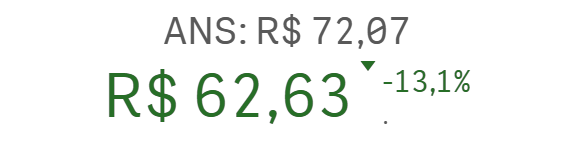 ANS: R$ 72,07
R$ 62,63 -13,1%
.